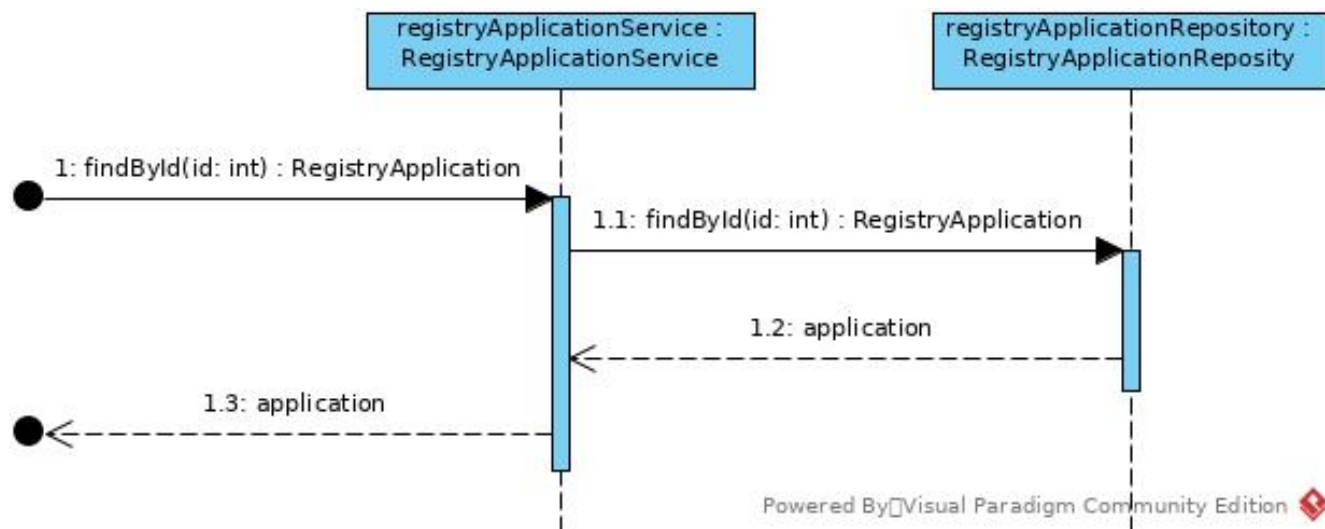 registryApplicationService :
RegistryApplicationService
registryApplicationRepository :
RegistryApplicationReposity
1: findById(id: int) : RegistryApplication
1.1: findById(id: int) : RegistryApplication
1.2: application
1.3: application
Powered By▯Visual Paradigm Community Edition